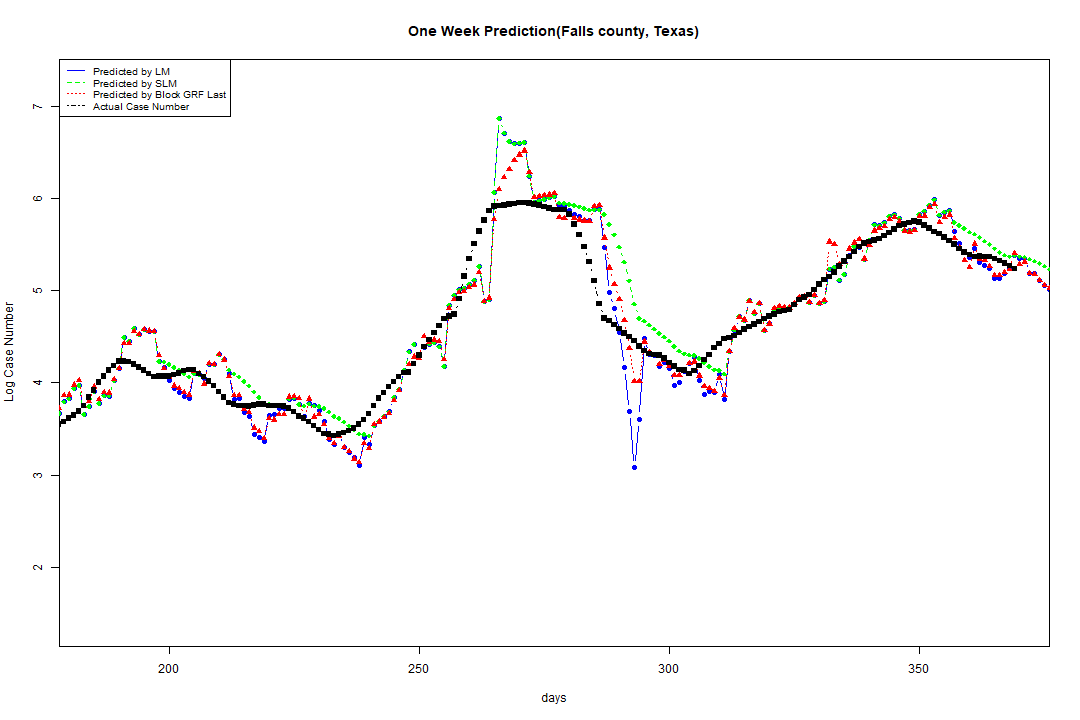 One Week Prediction(Falls county, Texas)
Predicted by LM
Predicted by SLM
Predicted by Block GRF Last
Actual Case Number
7
6
5
4
3
2
Log Case Number
200
250
300
350
days